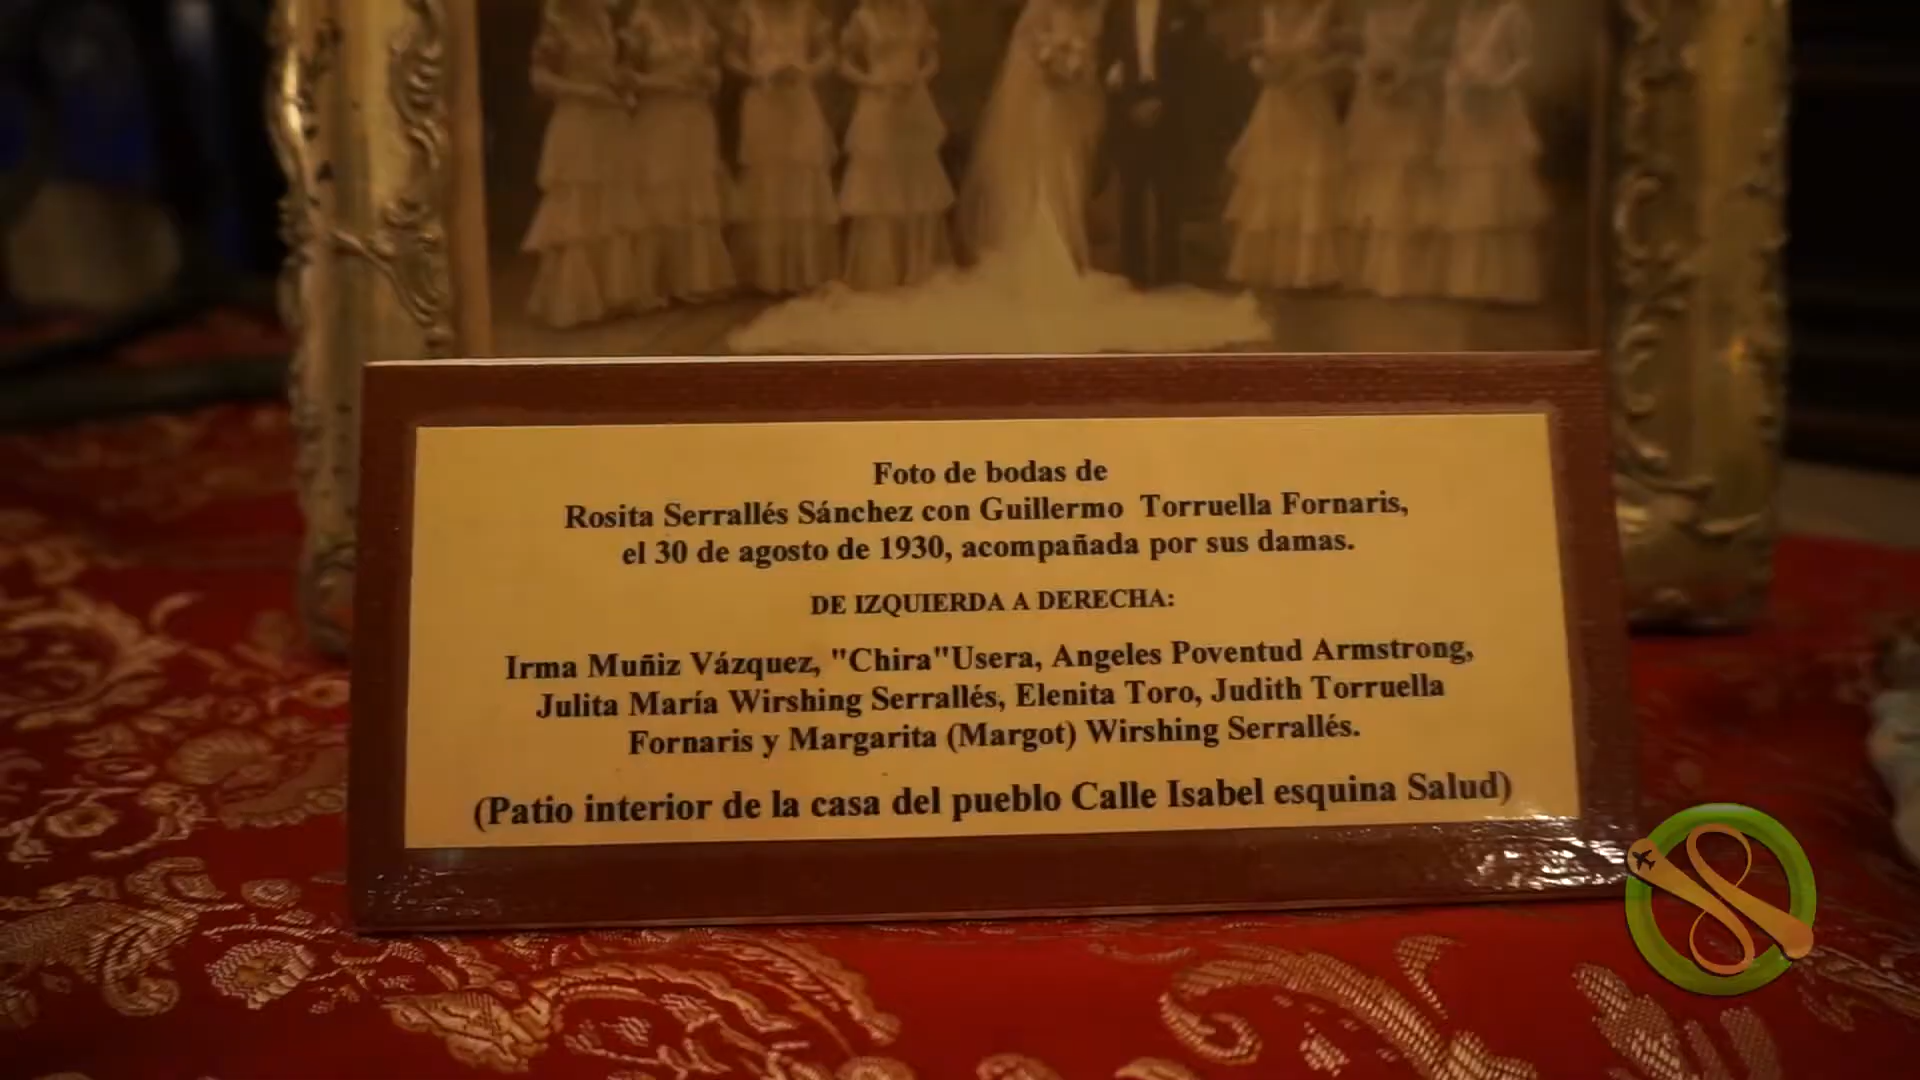 Foto de bodas de
Rosita Serrallés Sánchez con Guillermo Torruella Fornaris,
el 30 de agosto de 1930, acompañada por sus damas.
DE IZQUIERDA A DERECHA:
Irma Muñiz Vázquez, "Chira"Usera, Angeles Poventud Armstrong,
Julita María Wirshing Serrallés, Elenita Toro, Judith Torruella
Fornaris y Margarita (Margot) Wirshing Serrallés.
(Patio interior de la casa del pueblo Calle Isabel esquina Salud)